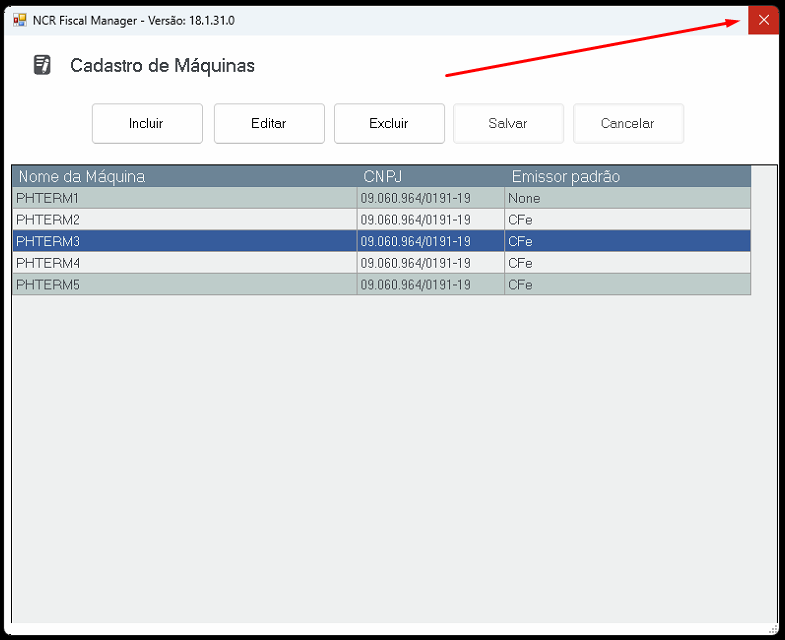 NCR Fiscal Manager - Versão: 18.1.31.0
Cadastro de Máquinas
Incluir Editar Excluir Salvar Cancelar
Nome da Máquina CNPJ Emissor padrão
PHTERM1 09.060.964/0191-19 None
PHTERM2 09.060.964/0191-19 CFe
PHTERM3 09.060.964/0191-19 CFe
PHTERM4 09.060.964/0191-19 CFe
PHTERM5 09.060.964/0191-19 CFe